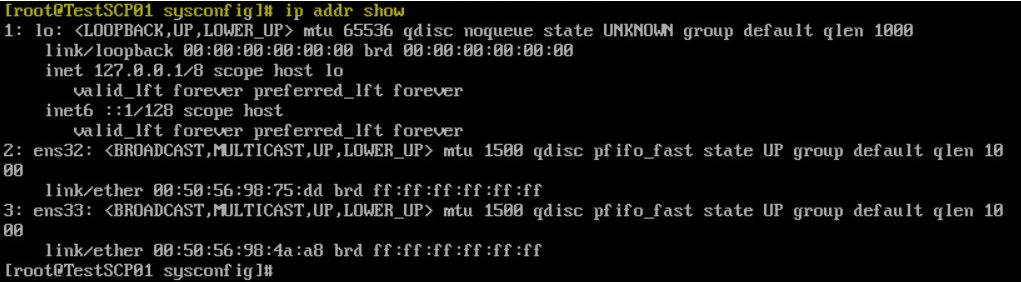 [root@TestSCP01 sysconfig]# ip addr show
1: lo: <LOOPBACK,UP,LOWER_UP> mtu 65536 qdisc noqueue state UNKNOWN group default qlen 1000
    link/loopback 00:00:00:00:00:00 brd 00:00:00:00:00:00
    inet 127.0.0.1/8 scope host lo
       valid_lft forever preferred_lft forever
    inet6 ::1/128 scope host
       valid_lft forever preferred_lft forever
2: ens32: <BROADCAST,MULTICAST,UP,LOWER_UP> mtu 1500 qdisc pfifo_fast state UP group default qlen 10
00
    link/ether 00:50:56:98:75:dd brd ff:ff:ff:ff:ff:ff
3: ens33: <BROADCAST,MULTICAST,UP,LOWER_UP> mtu 1500 qdisc pfifo_fast state UP group default qlen 10
00
    link/ether 00:50:56:98:4a:a8 brd ff:ff:ff:ff:ff:ff
[root@TestSCP01 sysconfig]#